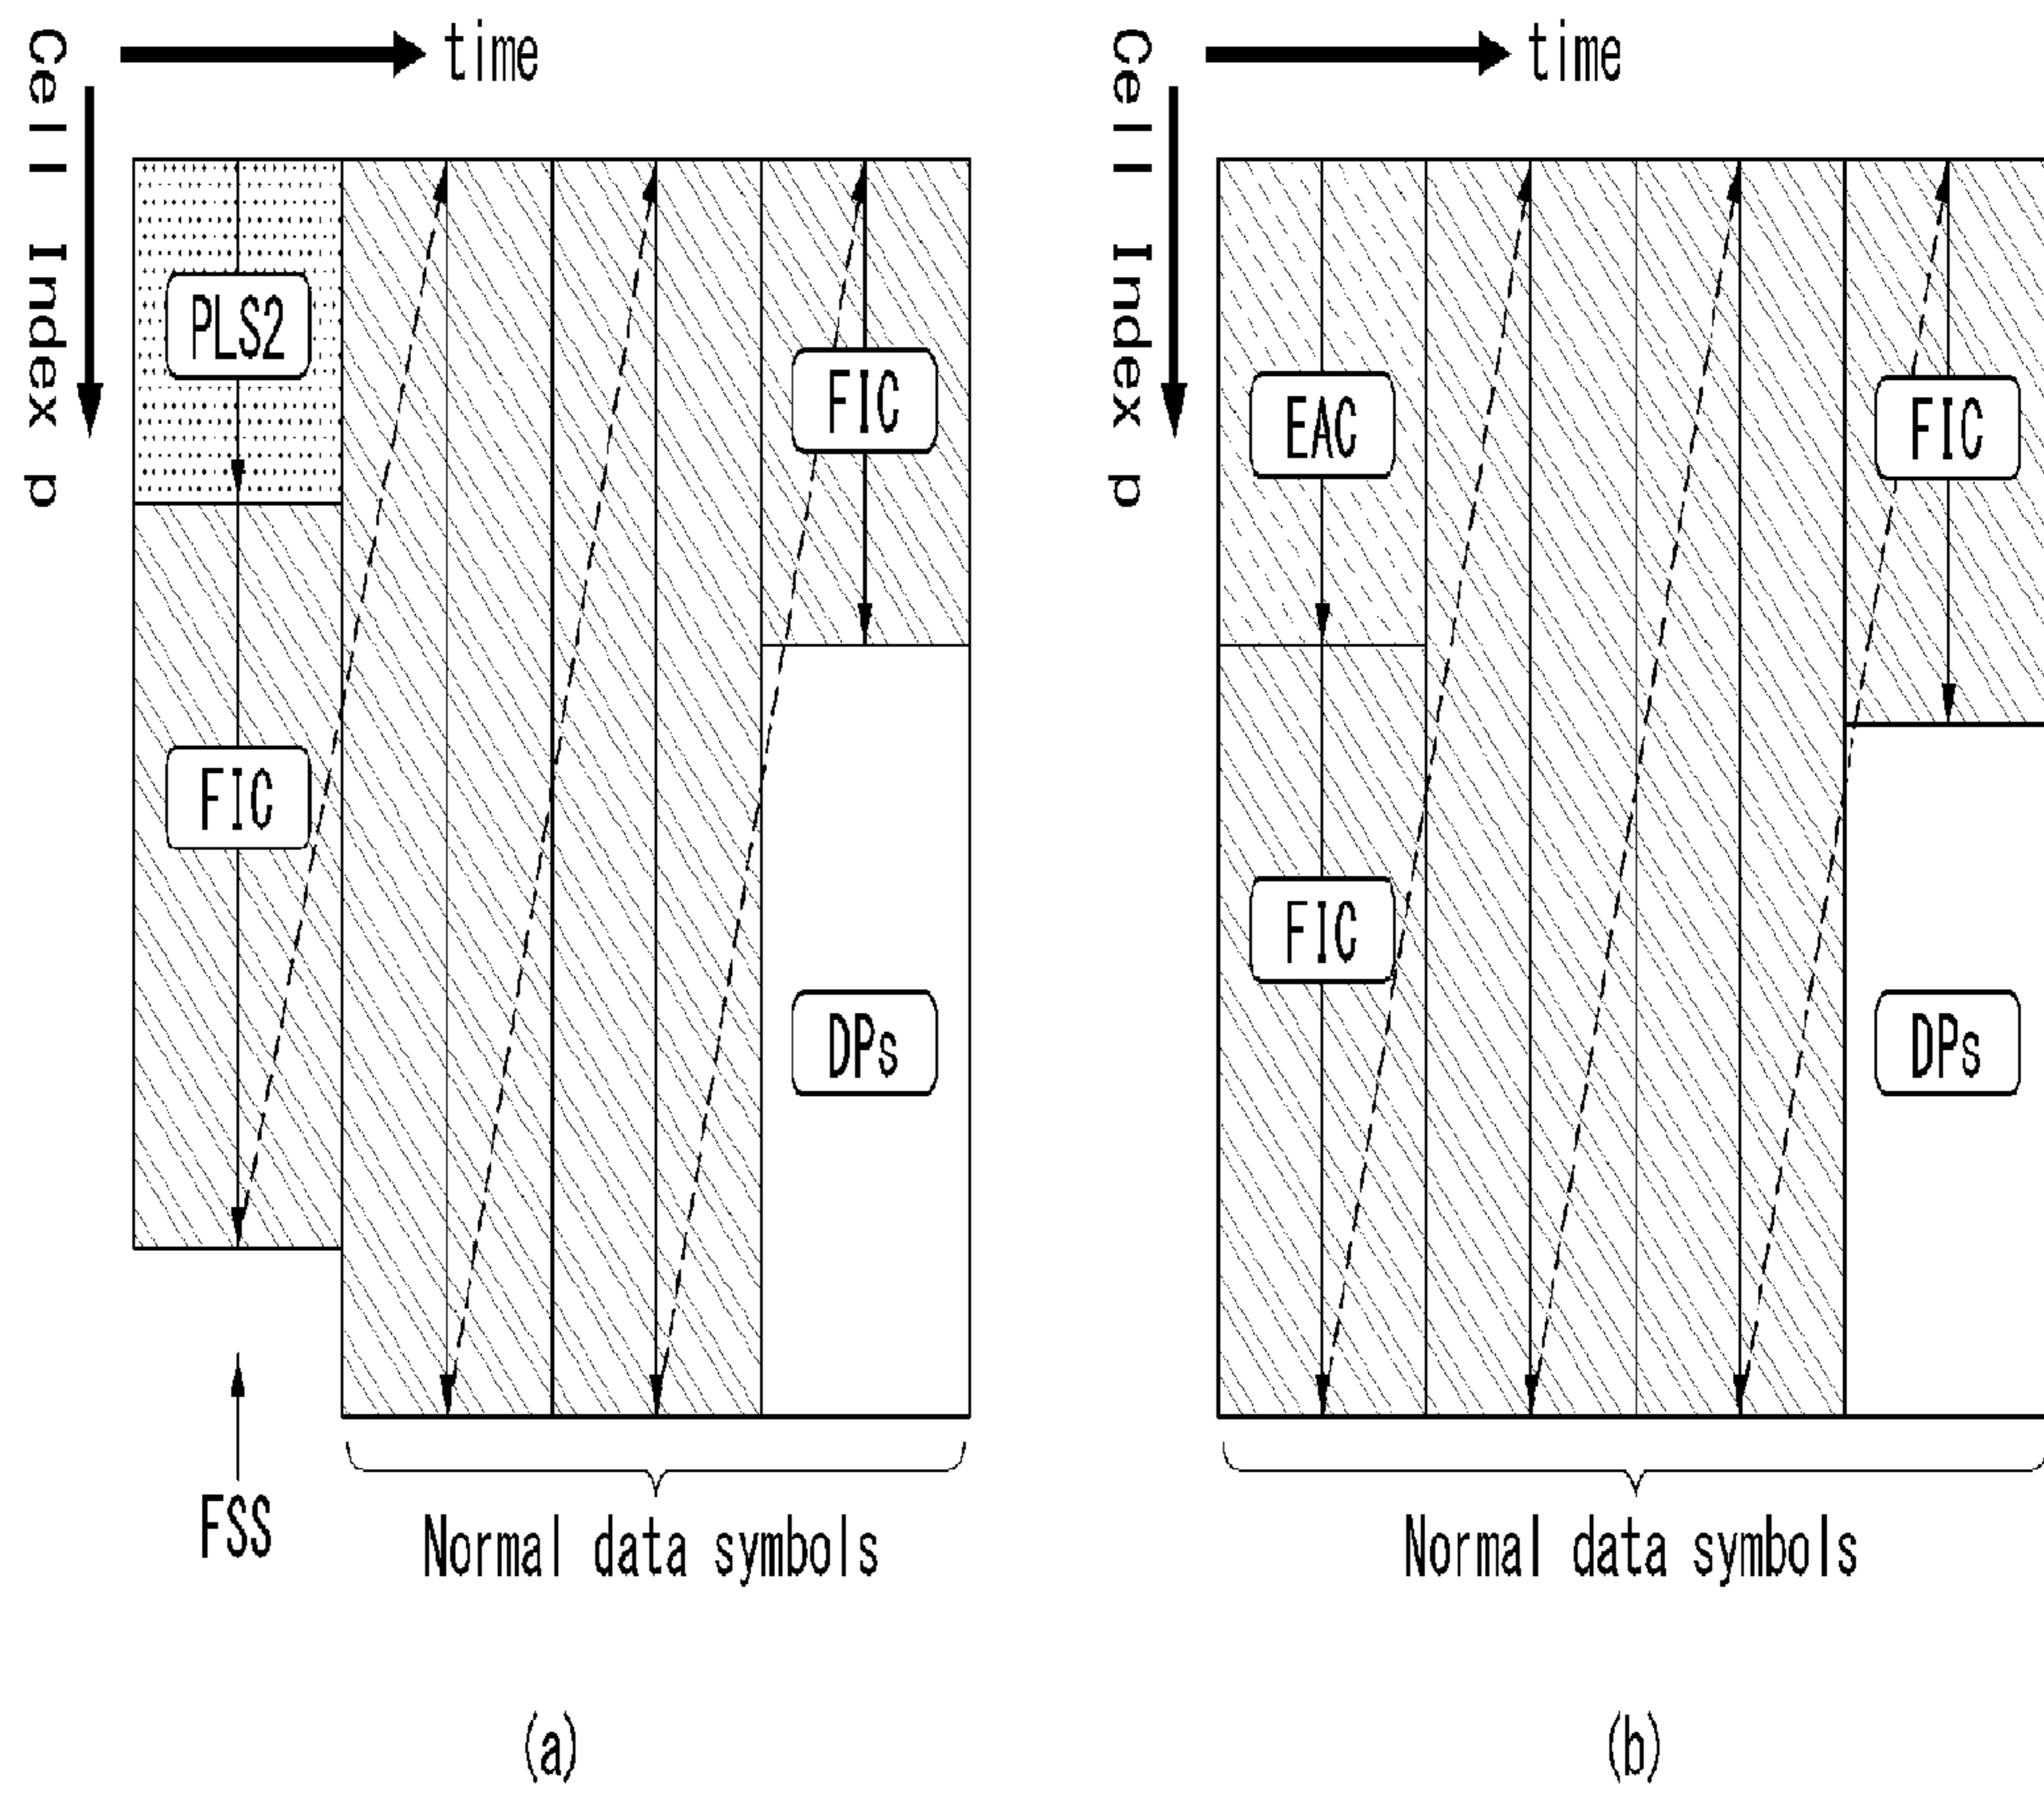 time
Cell Index p
PLS2
FIC
FIC
DPs
FSS
Normal data symbols
(a)
time
Cell Index p
EAC
FIC
FIC
DPs
Normal data symbols
(b)